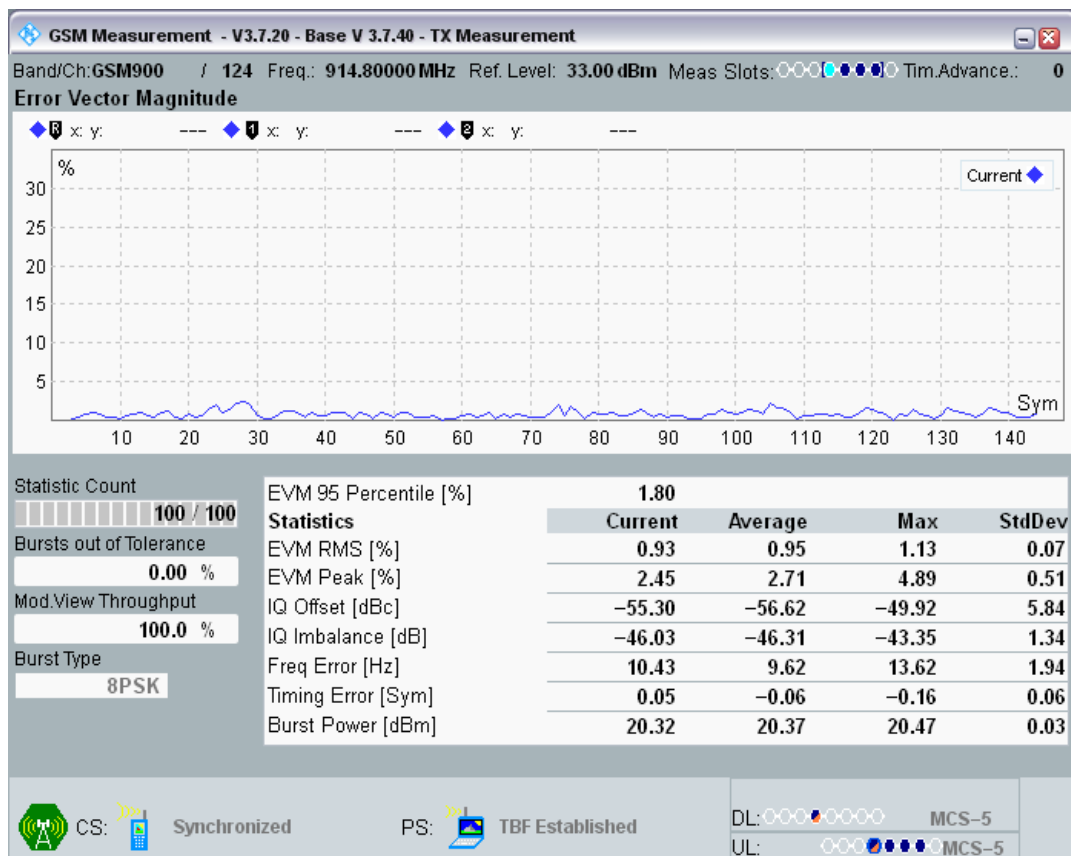 GSM Measurement - V3.7.20 - Base V 3.7.40 - TX Measurement
Band/Ch:GSM900 / 124 Freq.: 914.80000 MHz Ref. Level: 33.00 dBm Meas Slots: Tim.Advance.: 0
Error Vector Magnitude
R x: y: --- 1 x: y: --- 2 x: y: ---
%
Current
30
25
20
15
10
5
Sym
10 20 30 40 50 60 70 80 90 100 110 120 130 140
Statistic Count
100 / 100
Bursts out of Tolerance
0.00 %
Mod.View Throughput
100.0 %
Burst Type
8PSK
EVM 95 Percentile [%] 1.80
Statistics Current Average Max StdDev
EVM RMS [%] 0.93 0.95 1.13 0.07
EVM Peak [%] 2.45 2.71 4.89 0.51
IQ Offset [dBc] −55.30 −56.62 −49.92 5.84
IQ Imbalance [dB] −46.03 −46.31 −43.35 1.34
Freq Error [Hz] 10.43 9.62 13.62 1.94
Timing Error [Sym] 0.05 −0.06 −0.16 0.06
Burst Power [dBm] 20.32 20.37 20.47 0.03
CS: Synchronized PS: TBF Established
DL: MCS−5
UL: MCS−5